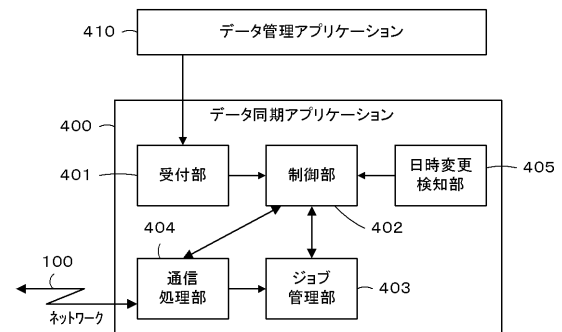 410
データ管理アプリケーション
データ同期アプリケーション
400
401
受付部
制御部
日時変更
検知部
405
402
404
100
通信
処理部
ジョブ
管理部
403
ネットワーク